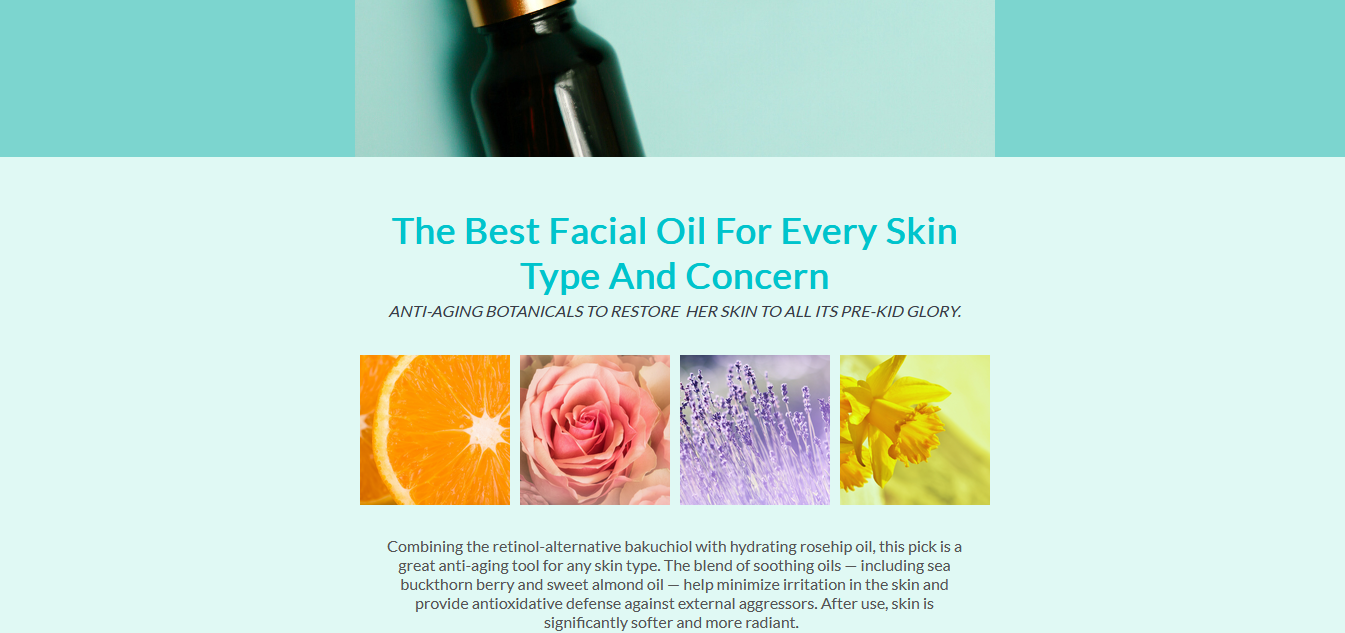 The Best Facial Oil For Every Skin
Type And Concern
ANTI-AGING BOTANICALS TO RESTORE  HER SKIN TO ALL ITS PRE-KID GLORY.
Combining the retinol-alternative bakuchiol with hydrating rosehip oil, this pick is a
great anti-aging tool for any skin type. The blend of soothing oils — including sea
buckthorn berry and sweet almond oil — help minimize irritation in the skin and
provide antioxidative defense against external aggressors. After use, skin is
significantly softer and more radiant.